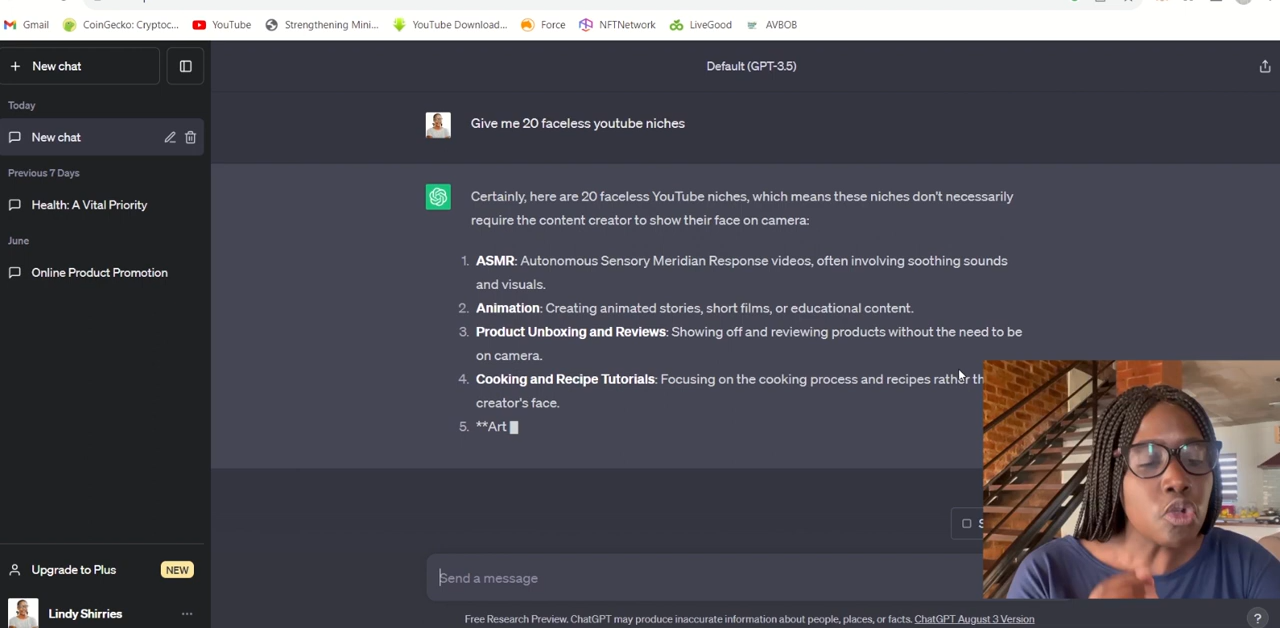 Gmail CoinGecko: Cryptoc... YouTube Strengthening Mini... YouTube Download... Force NFTNetwork LiveGood AVBOB
+ New chat
Default (GPT-3.5)
Today
New chat
Give me 20 faceless youtube niches
Previous 7 Days
Health: A Vital Priority
Certainly, here are 20 faceless YouTube niches, which means these niches don't necessarily
require the content creator to show their face on camera:
June
Online Product Promotion
1. ASMR: Autonomous Sensory Meridian Response videos, often involving soothing sounds
and visuals.
2. Animation: Creating animated stories, short films, or educational content.
3. Product Unboxing and Reviews: Showing off and reviewing products without the need to be
on camera.
4. Cooking and Recipe Tutorials: Focusing on the cooking process and recipes rather th
creator's face.
5. **Art
Upgrade to Plus NEW
Send a message
Lindy Shirries ...
Free Research Preview. ChatGPT may produce inaccurate information about people, places, or facts. ChatGPT August 3 Version
?